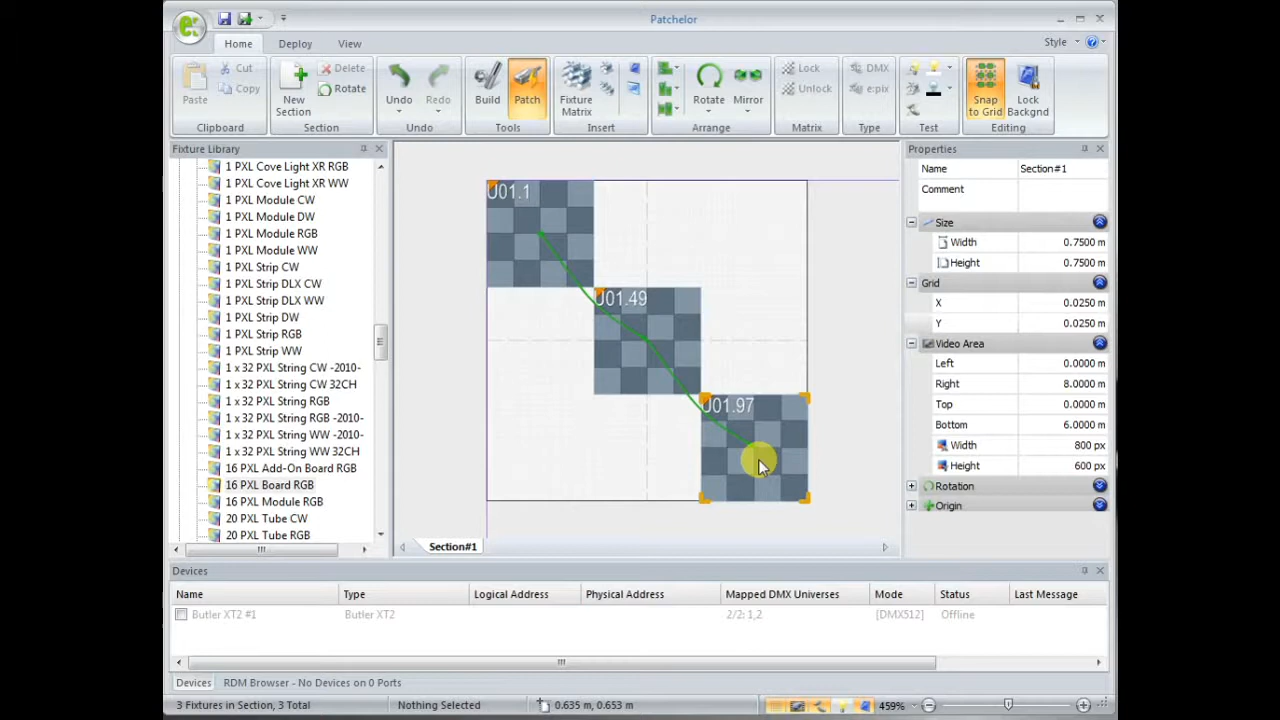 Patchelor
Home Deploy View Style
Paste Cut Copy Clipboard
New Section Delete Rotate Section
Undo Redo Undo
Build Patch Tools
Fixture Matrix Insert
Rotate Mirror Arrange
Lock Unlock Matrix
DMX e:pix Type
Test
Snap to Grid Lock Backgnd Editing
Fixture Library
1 PXL Cove Light XR RGB
1 PXL Cove Light XR WW
1 PXL Module CW
1 PXL Module DW
1 PXL Module RGB
1 PXL Module WW
1 PXL Strip CW
1 PXL Strip DLX CW
1 PXL Strip DLX WW
1 PXL Strip DW
1 PXL Strip RGB
1 PXL Strip WW
1 x 32 PXL String CW -2010-
1 x 32 PXL String CW 32CH
1 x 32 PXL String RGB
1 x 32 PXL String RGB -2010-
1 x 32 PXL String WW -2010-
1 x 32 PXL String WW 32CH
16 PXL Add-On Board RGB
16 PXL Board RGB
16 PXL Module RGB
20 PXL Tube CW
20 PXL Tube RGB
U01.1
U01.49
U01.97
Section#1
Properties
Name Section#1
Comment
Size
Width 0.7500 m
Height 0.7500 m
Grid
X 0.0250 m
Y 0.0250 m
Video Area
Left 0.0000 m
Right 8.0000 m
Top 0.0000 m
Bottom 6.0000 m
Width 800 px
Height 600 px
Rotation
Origin
Devices
Name Type Logical Address Physical Address Mapped DMX Universes Mode Status Last Message
Butler XT2 #1 Butler XT2 2/2: 1,2 [DMX512] Offline
Devices RDM Browser - No Devices on 0 Ports
3 Fixtures in Section, 3 Total Nothing Selected 0.635 m, 0.653 m 459%